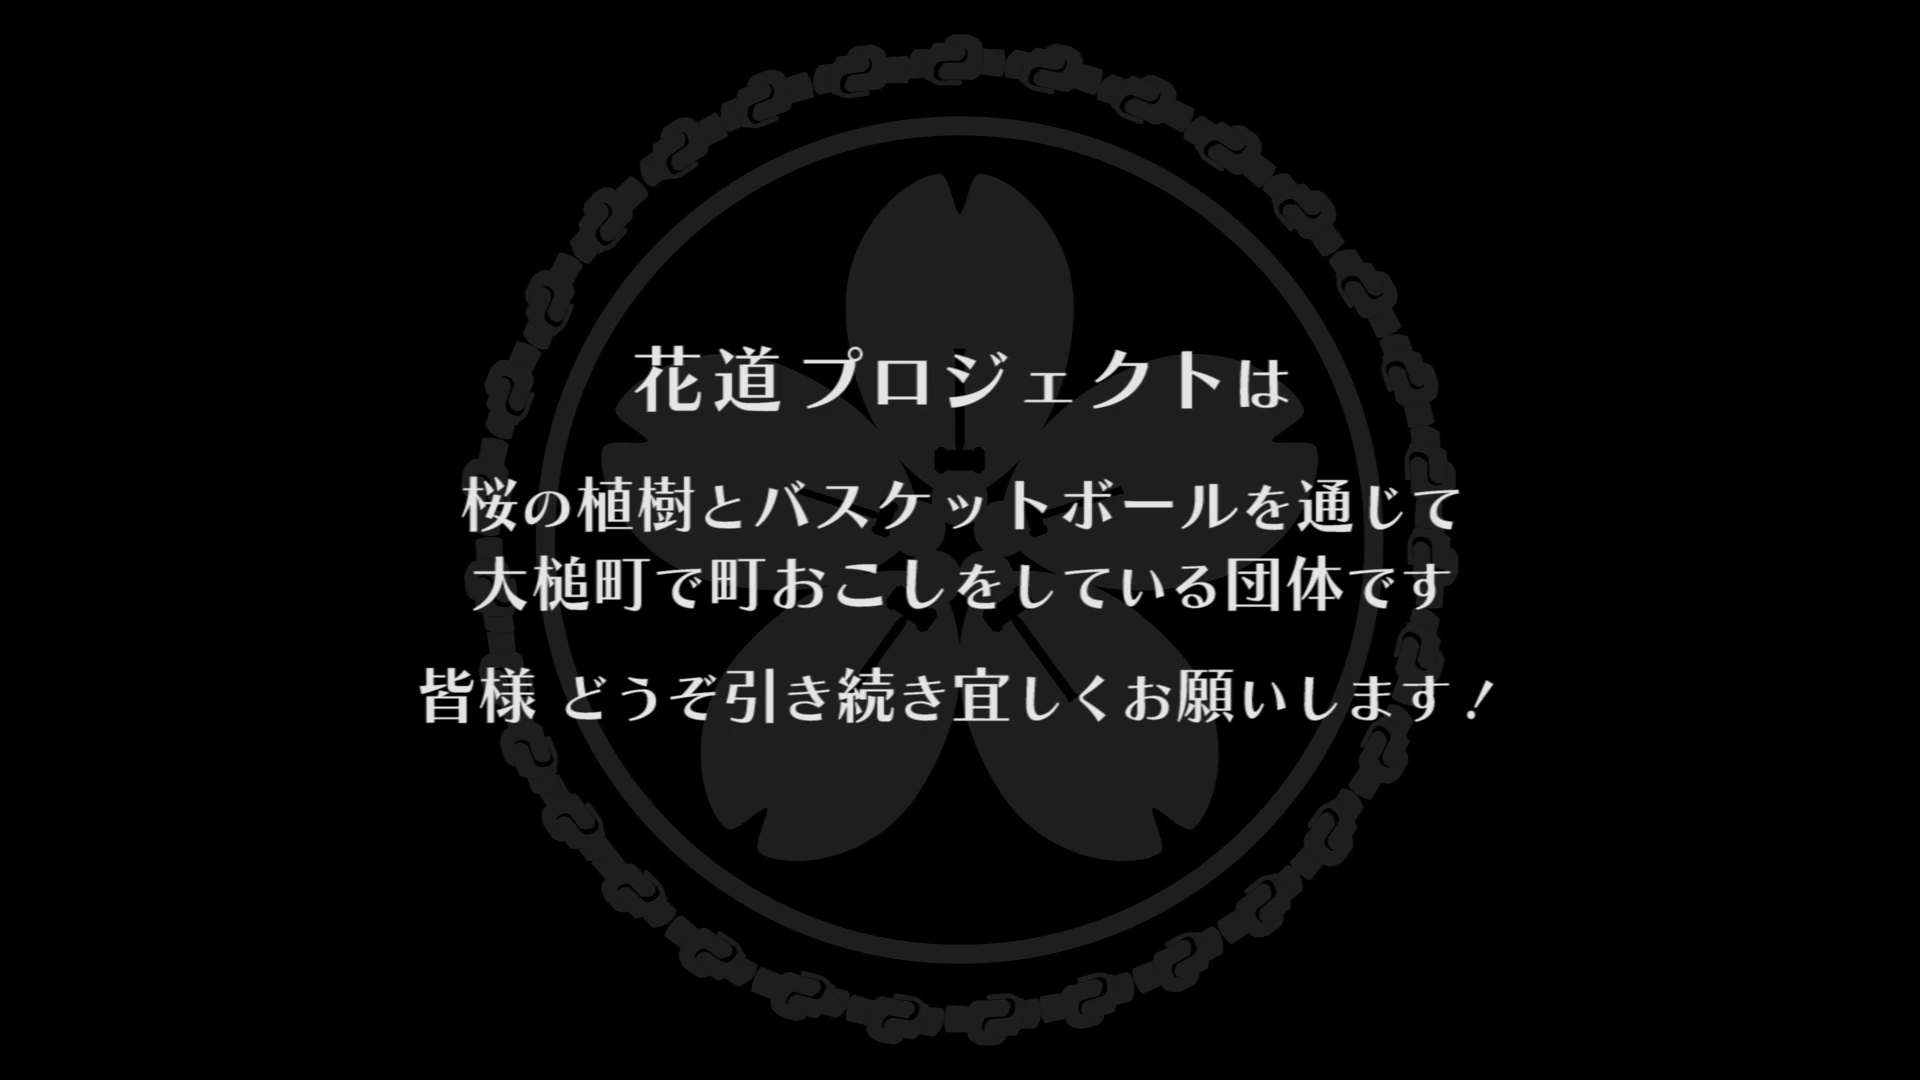 花道プロジェクトは
桜の植樹とバスケットボールを通じて
大槌町で町おこしをしている団体です
皆様 どうぞ引き続き宜しくお願いします！